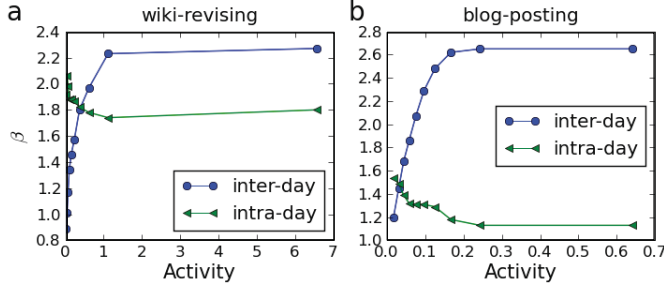 a wiki-revising
2.4
2.2
2.0
1.8
1.6
1.4
1.2
1.0
0.8
β
inter-day
intra-day
0 1 2 3 4 5 6 7
Activity
b blog-posting
2.8
2.6
2.4
2.2
2.0
1.8
1.6
1.4
1.2
1.0
inter-day
intra-day
0.0 0.1 0.2 0.3 0.4 0.5 0.6 0.7
Activity